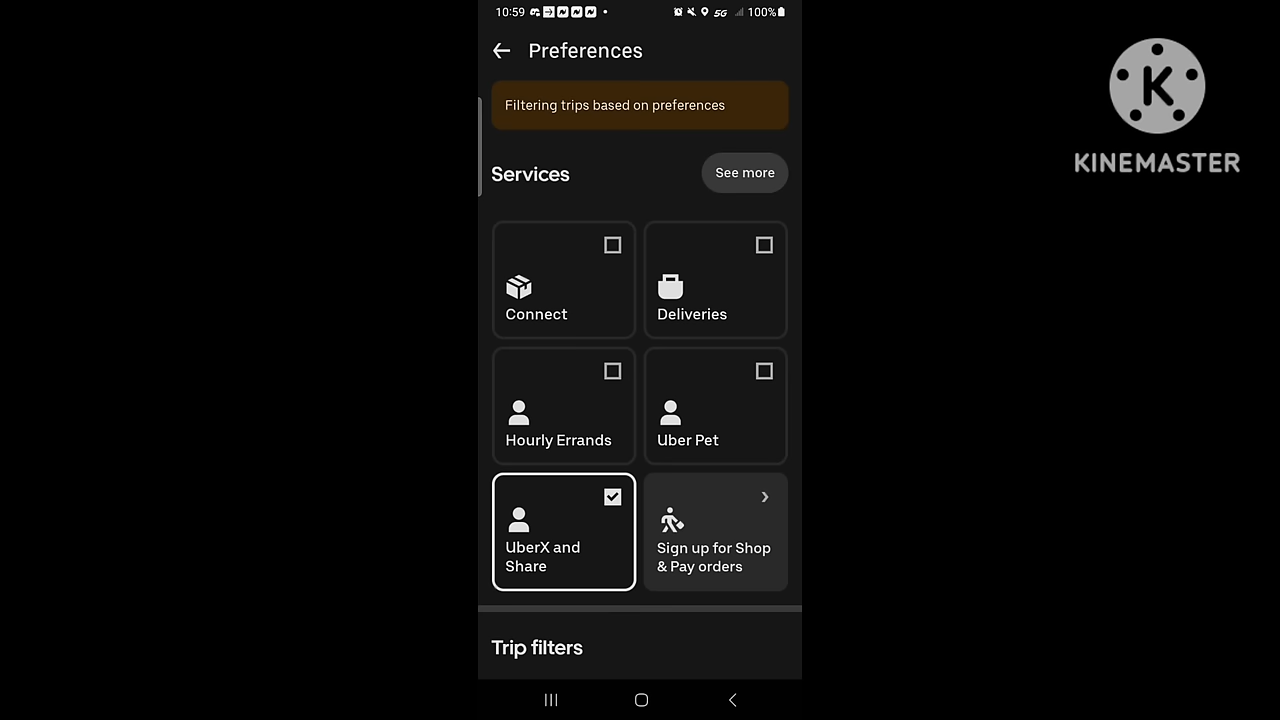 10:59
5G
100%
Preferences
Filtering trips based on preferences
Services
See more
Connect
Deliveries
Hourly Errands
Uber Pet
UberX and
Share
Sign up for Shop
& Pay orders
Trip filters
K
KINEMASTER